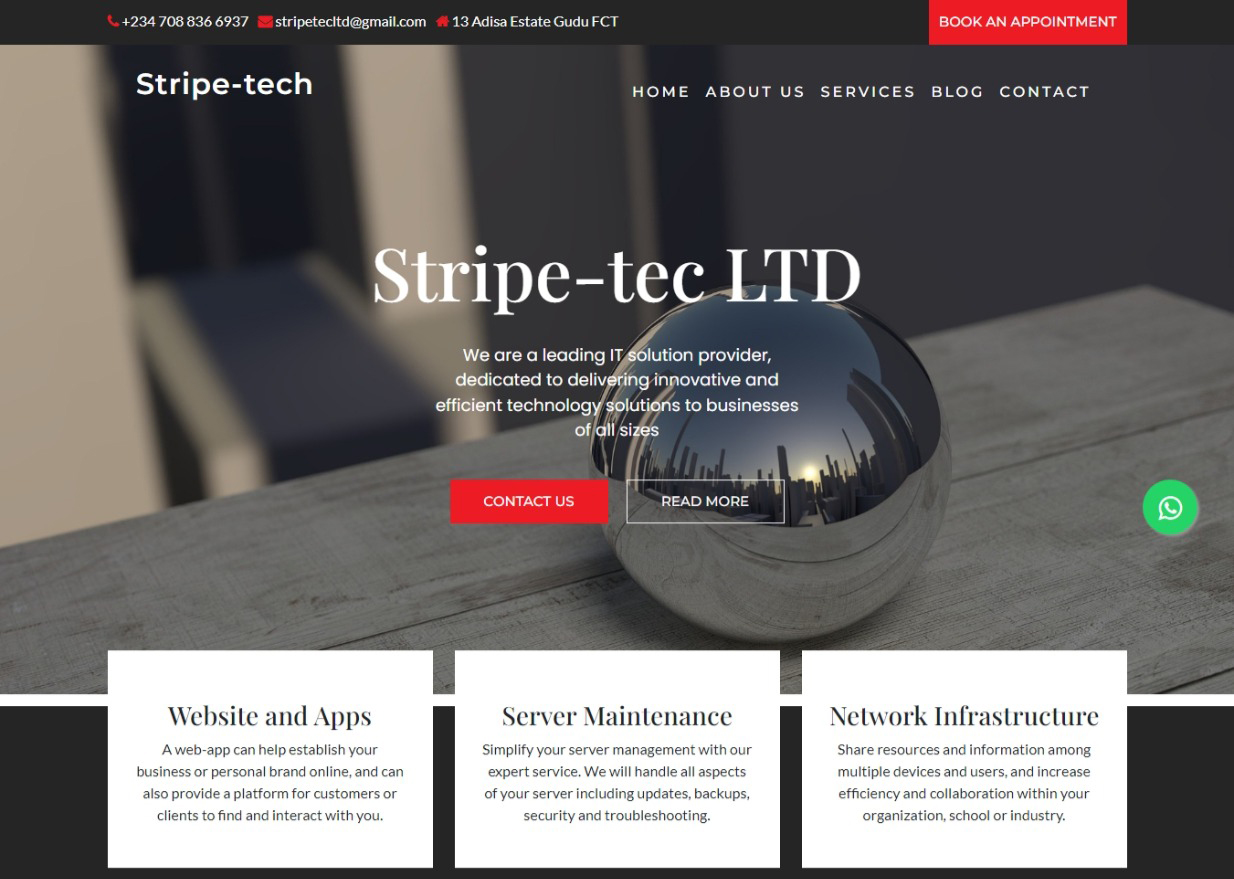 +234 708 836 6937 stripetecltd@gmail.com 13 Adisa Estate Gudu FCT
BOOK AN APPOINTMENT
Stripe-tech
HOME ABOUT US SERVICES BLOG CONTACT
Stripe-tec LTD
We are a leading IT solution provider,
dedicated to delivering innovative and
efficient technology solutions to businesses
of all sizes
CONTACT US
READ MORE
Website and Apps
A web-app can help establish your
business or personal brand online, and can
also provide a platform for customers or
clients to find and interact with you.
Server Maintenance
Simplify your server management with our
expert service. We will handle all aspects
of your server including updates, backups,
security and troubleshooting.
Network Infrastructure
Share resources and information among
multiple devices and users, and increase
efficiency and collaboration within your
organization, school or industry.